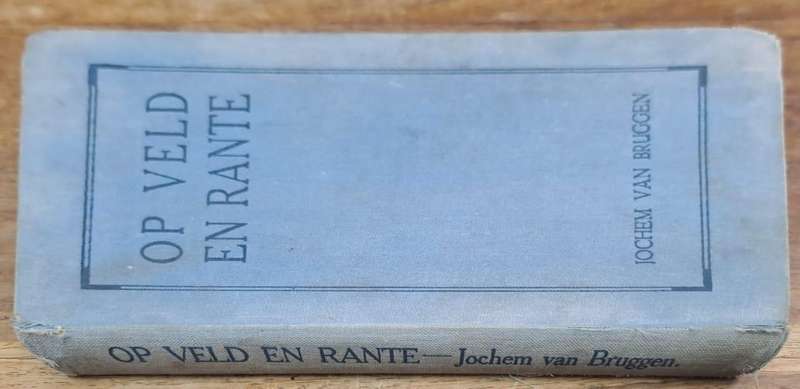 OP VELD
EN RANTE
JOCHEM VAN BRUGGEN
OP VELD EN RANTE—Jochem van Bruggen.